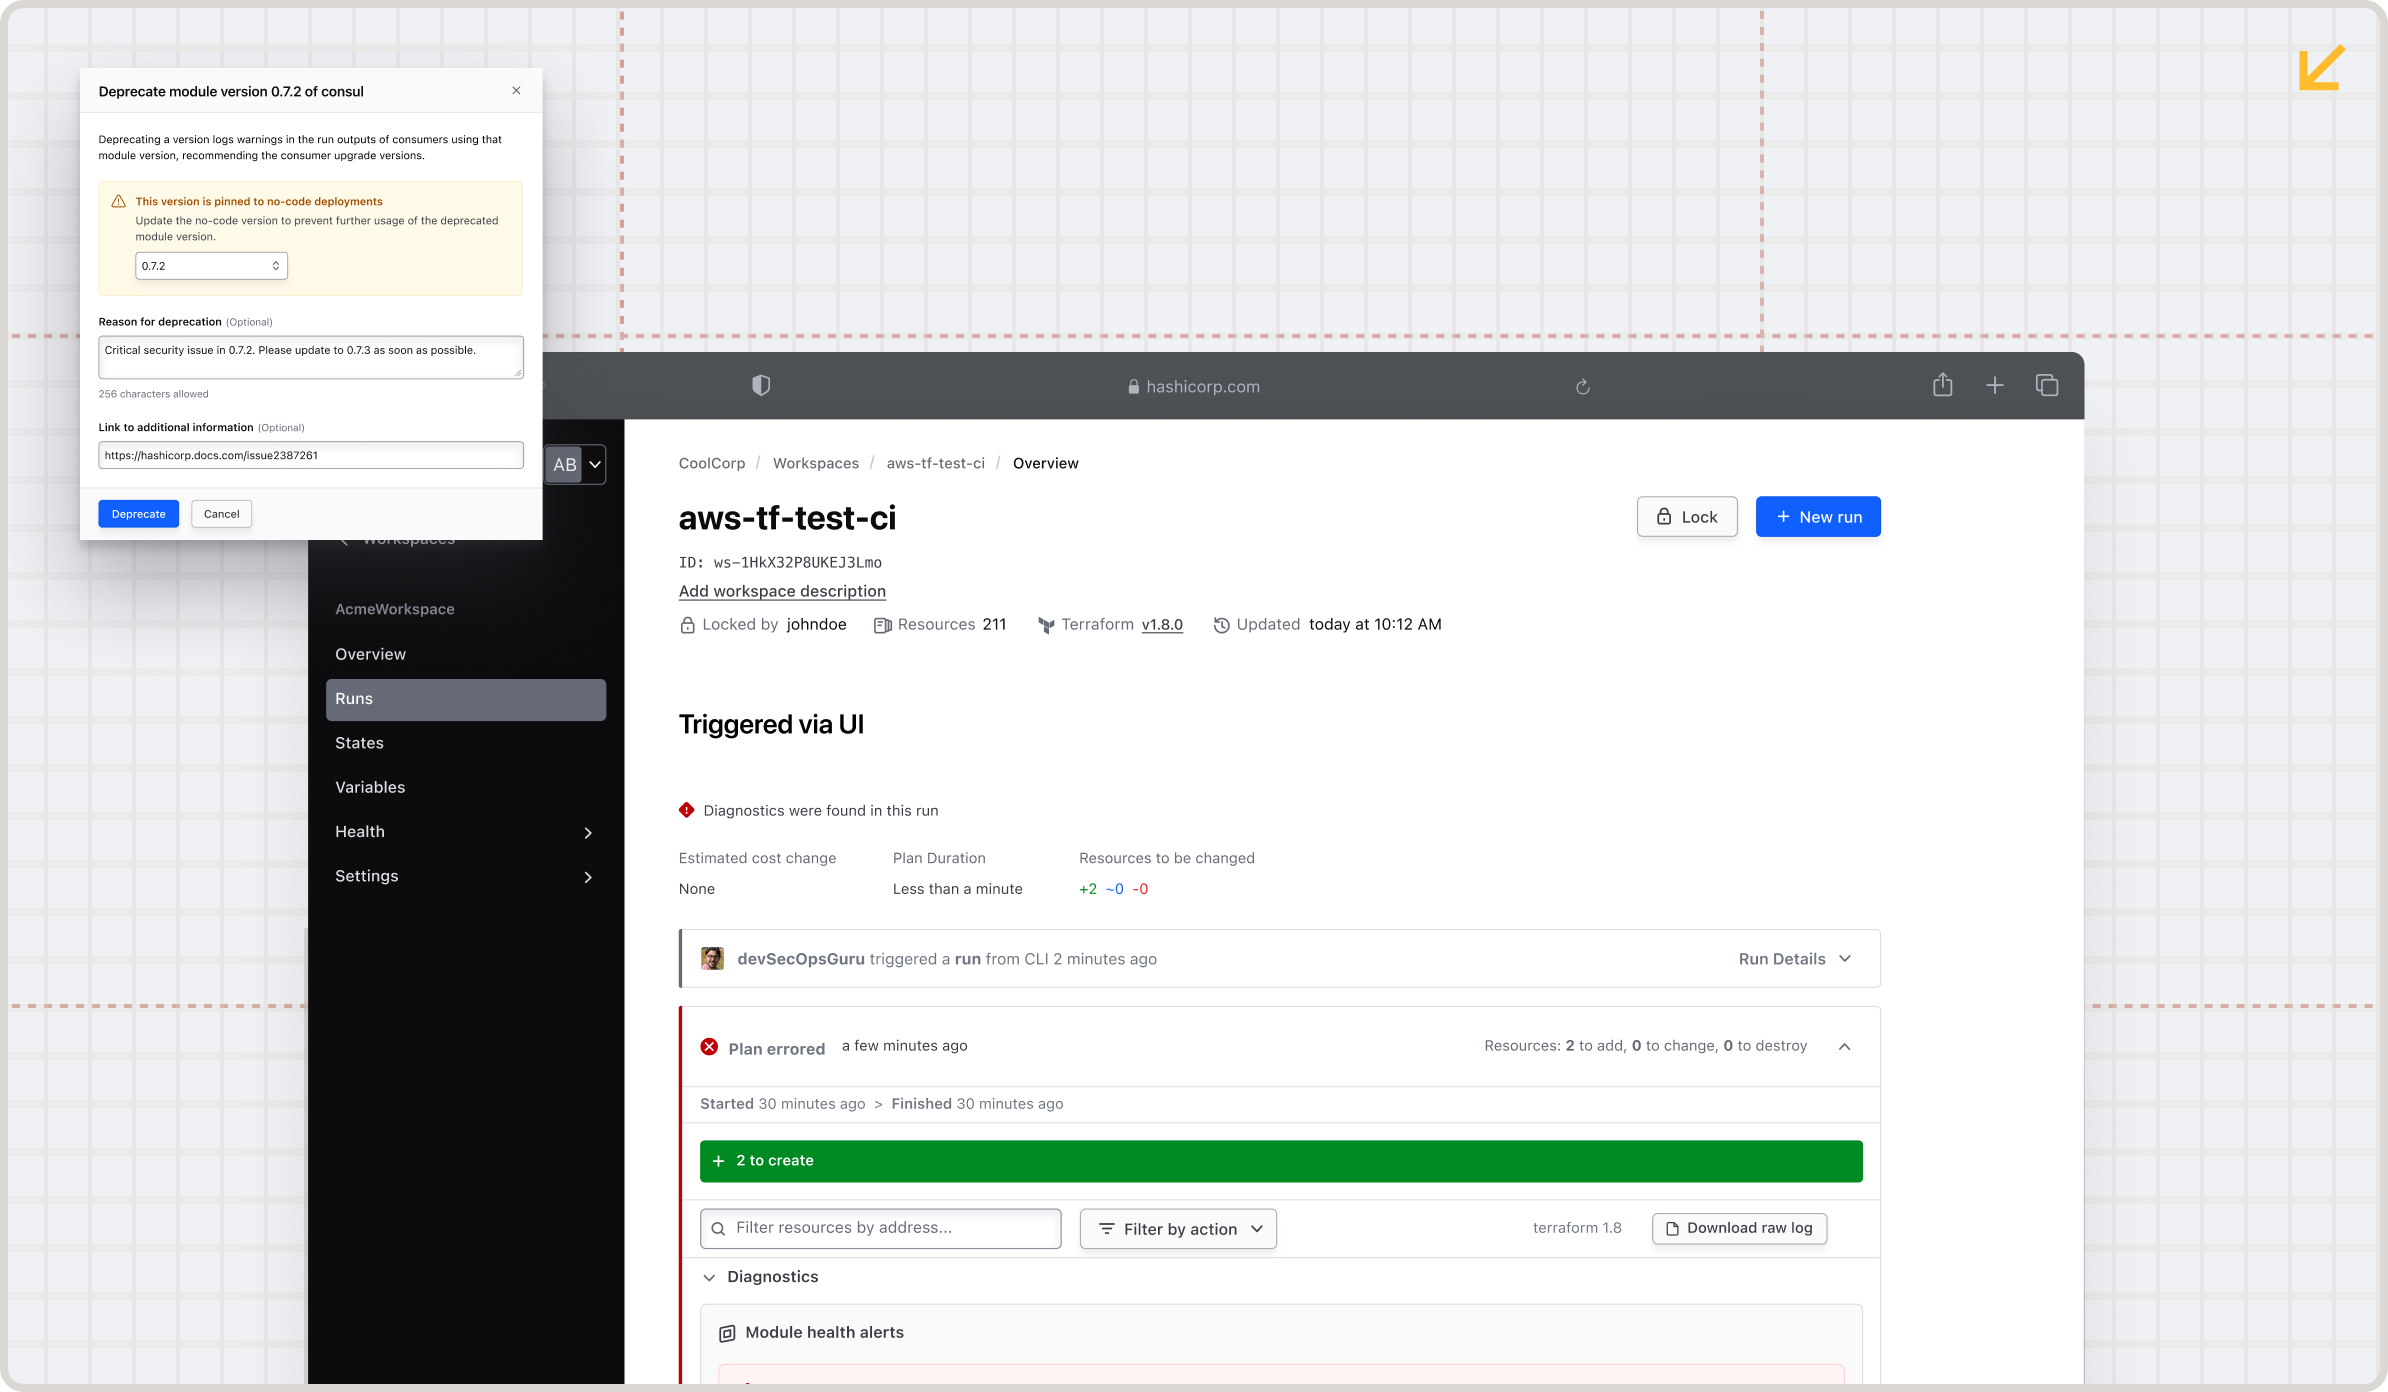 Deprecate module version 0.7.2 of consul
Deprecating a version logs warnings in the run outputs of consumers using that
module version, recommending the consumer upgrade versions.
This version is pinned to no-code deployments
Update the no-code version to prevent further usage of the deprecated
module version.
0.7.2
Reason for deprecation (Optional)
Critical security issue in 0.7.2. Please update to 0.7.3 as soon as possible.
256 characters allowed
Link to additional information (Optional)
https://hashicorp.docs.com/issue2387261
Deprecate
Cancel
hashicorp.com
AB
Workspaces
AcmeWorkspace
Overview
Runs
States
Variables
Health
Settings
CoolCorp / Workspaces / aws-tf-test-ci / Overview
aws-tf-test-ci
Lock
+ New run
ID: ws-1HkX32P8UKEJ3Lmo
Add workspace description
Locked by johndoe Resources 211 Terraform v1.8.0 Updated today at 10:12 AM
Triggered via UI
Diagnostics were found in this run
Estimated cost change Plan Duration Resources to be changed
None Less than a minute +2 ~0 -0
devSecOpsGuru triggered a run from CLI 2 minutes ago Run Details
Plan errored a few minutes ago Resources: 2 to add, 0 to change, 0 to destroy
Started 30 minutes ago > Finished 30 minutes ago
+ 2 to create
Filter resources by address... Filter by action terraform 1.8 Download raw log
Diagnostics
Module health alerts